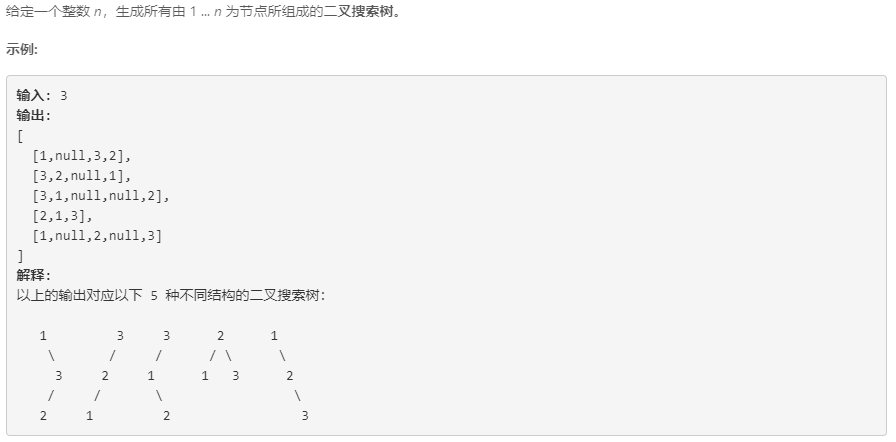 给定一个整数 n，生成所有由 1 ... n 为节点所组成的二叉搜索树。
示例:
输入: 3
输出:
[
  [1,null,3,2],
  [3,2,null,1],
  [3,1,null,null,2],
  [2,1,3],
  [1,null,2,null,3]
]
解释:
以上的输出对应以下 5 种不同结构的二叉搜索树：
   1         3     3      2      1
    \       /     /      / \      \
     3     2     1      1   3      2
    /     /       \                 \
   2     1         2                 3